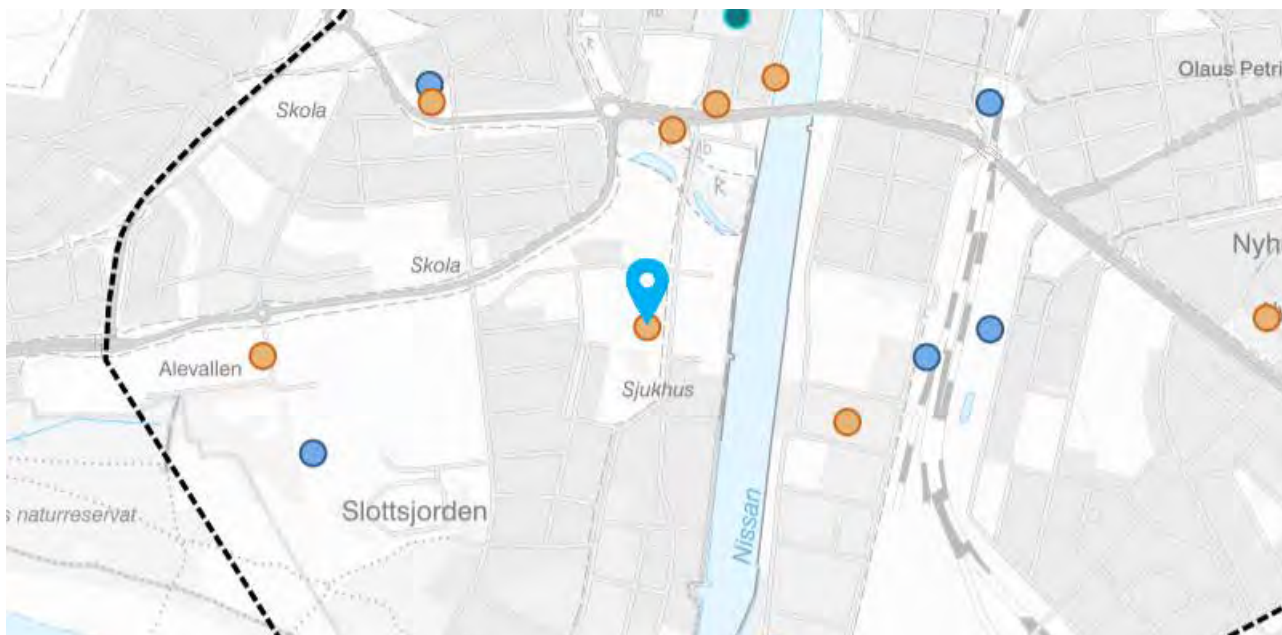 Olaus Petri
Skola
Nyh
Skola
Alevallen
Sjukhus
Slottsjorden
Nissan
s naturreservat